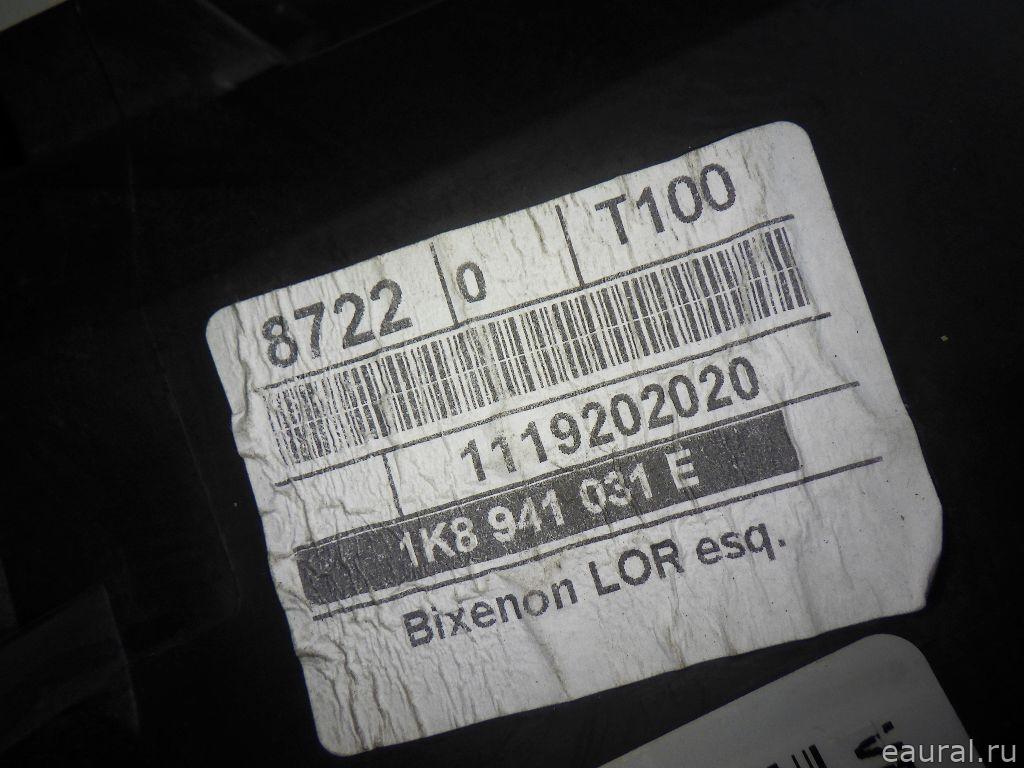 8722 0 T100
1119202020
1K8 941 031 E
Bixenon LOR esq.
eaural.ru